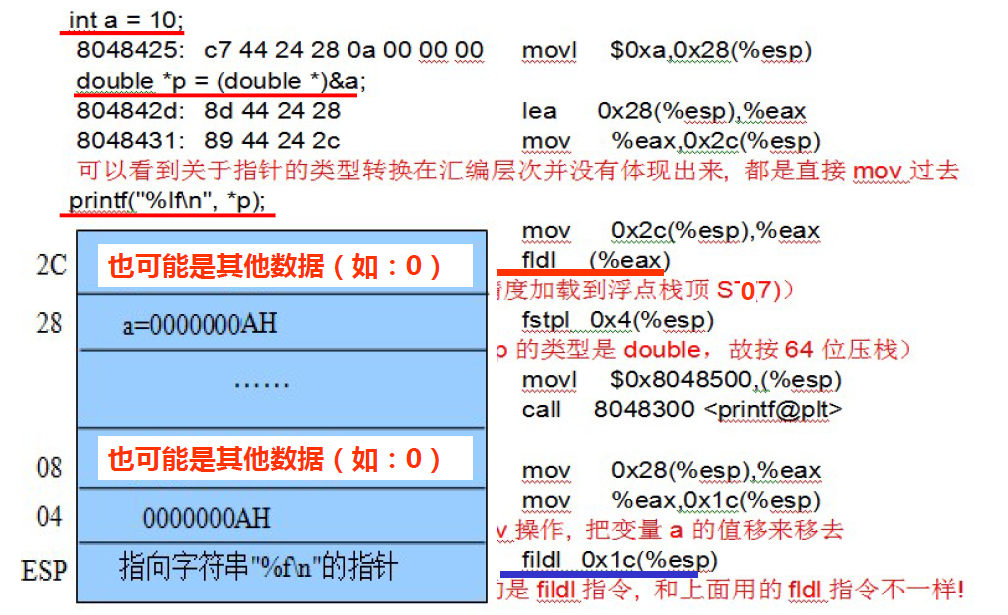 int a = 10;
8048425: c7 44 24 28 0a 00 00 00 movl $0xa,0x28(%esp)
double *p = (double *)&a;
804842d: 8d 44 24 28 lea 0x28(%esp),%eax
8048431: 89 44 24 2c mov %eax,0x2c(%esp)
可以看到关于指针的类型转换在汇编层次并没有体现出来, 都是直接 mov 过去
printf("%lf\n", *p);
mov 0x2c(%esp),%eax
2C 也可能是其他数据（如：0） fldl (%eax)
度加载到浮点栈顶 S 0(7)）
28 a=0000000AH fstpl 0x4(%esp)
p 的类型是 double，故按 64 位压栈）
…… movl $0x8048500,(%esp)
call 8048300 <printf@plt>
08 也可能是其他数据（如：0） mov 0x28(%esp),%eax
mov %eax,0x1c(%esp)
04 0000000AH v 操作, 把变量 a 的值移来移去
ESP 指向字符串"%f\n"的指针 fildl 0x1c(%esp)
的是 fildl 指令, 和上面用的 fldl 指令不一样!